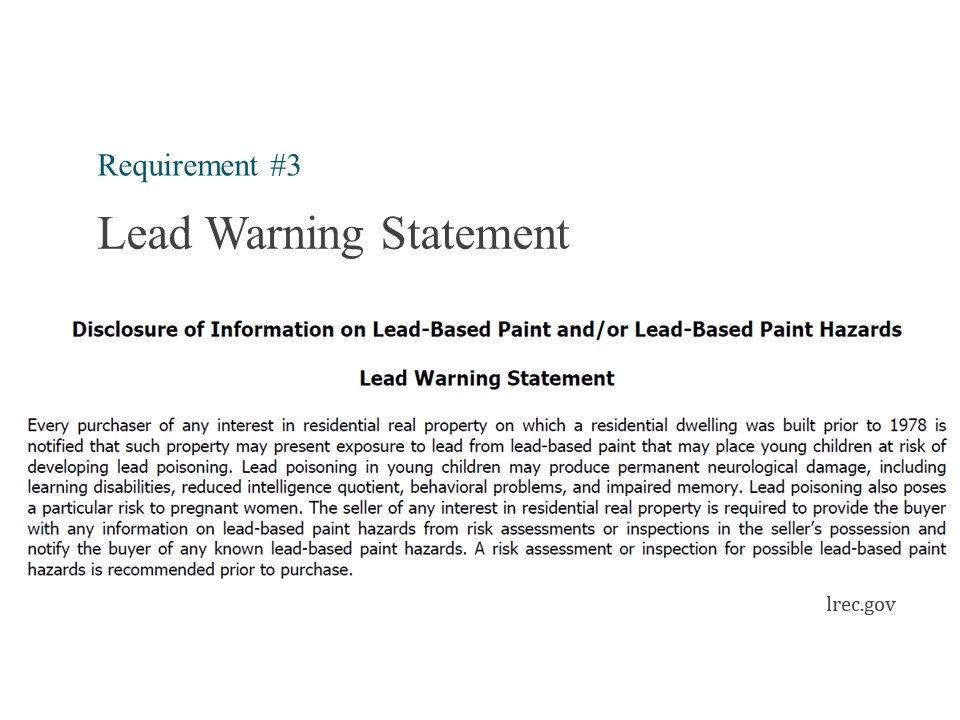 Requirement #3
Lead Warning Statement
Disclosure of Information on Lead-Based Paint and/or Lead-Based Paint Hazards
Lead Warning Statement
Every purchaser of any interest in residential real property on which a residential dwelling was built prior to 1978 is
notified that such property may present exposure to lead from lead-based paint that may place young children at risk of
developing lead poisoning. Lead poisoning in young children may produce permanent neurological damage, including
learning disabilities, reduced intelligence quotient, behavioral problems, and impaired memory. Lead poisoning also poses
a particular risk to pregnant women. The seller of any interest in residential real property is required to provide the buyer
with any information on lead-based paint hazards from risk assessments or inspections in the seller’s possession and
notify the buyer of any known lead-based paint hazards. A risk assessment or inspection for possible lead-based paint
hazards is recommended prior to purchase.
lrec.gov